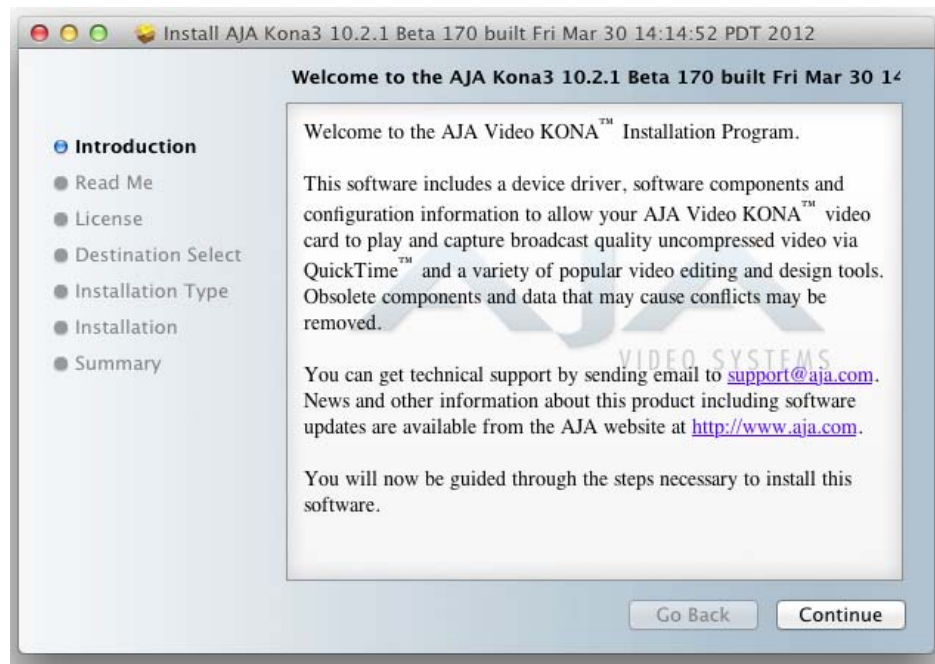 Install AJA Kona3 10.2.1 Beta 170 built Fri Mar 30 14:14:52 PDT 2012
Welcome to the AJA Kona3 10.2.1 Beta 170 built Fri Mar 30 14
Introduction
Read Me
License
Destination Select
Installation Type
Installation
Summary
Welcome to the AJA Video KONA™ Installation Program.
This software includes a device driver, software components and
configuration information to allow your AJA Video KONA™ video
card to play and capture broadcast quality uncompressed video via
QuickTime™ and a variety of popular video editing and design tools.
Obsolete components and data that may cause conflicts may be
removed.
You can get technical support by sending email to support@aja.com.
News and other information about this product including software
updates are available from the AJA website at http://www.aja.com.
You will now be guided through the steps necessary to install this
software.
AJA
VIDEO SYSTEMS
Go Back
Continue